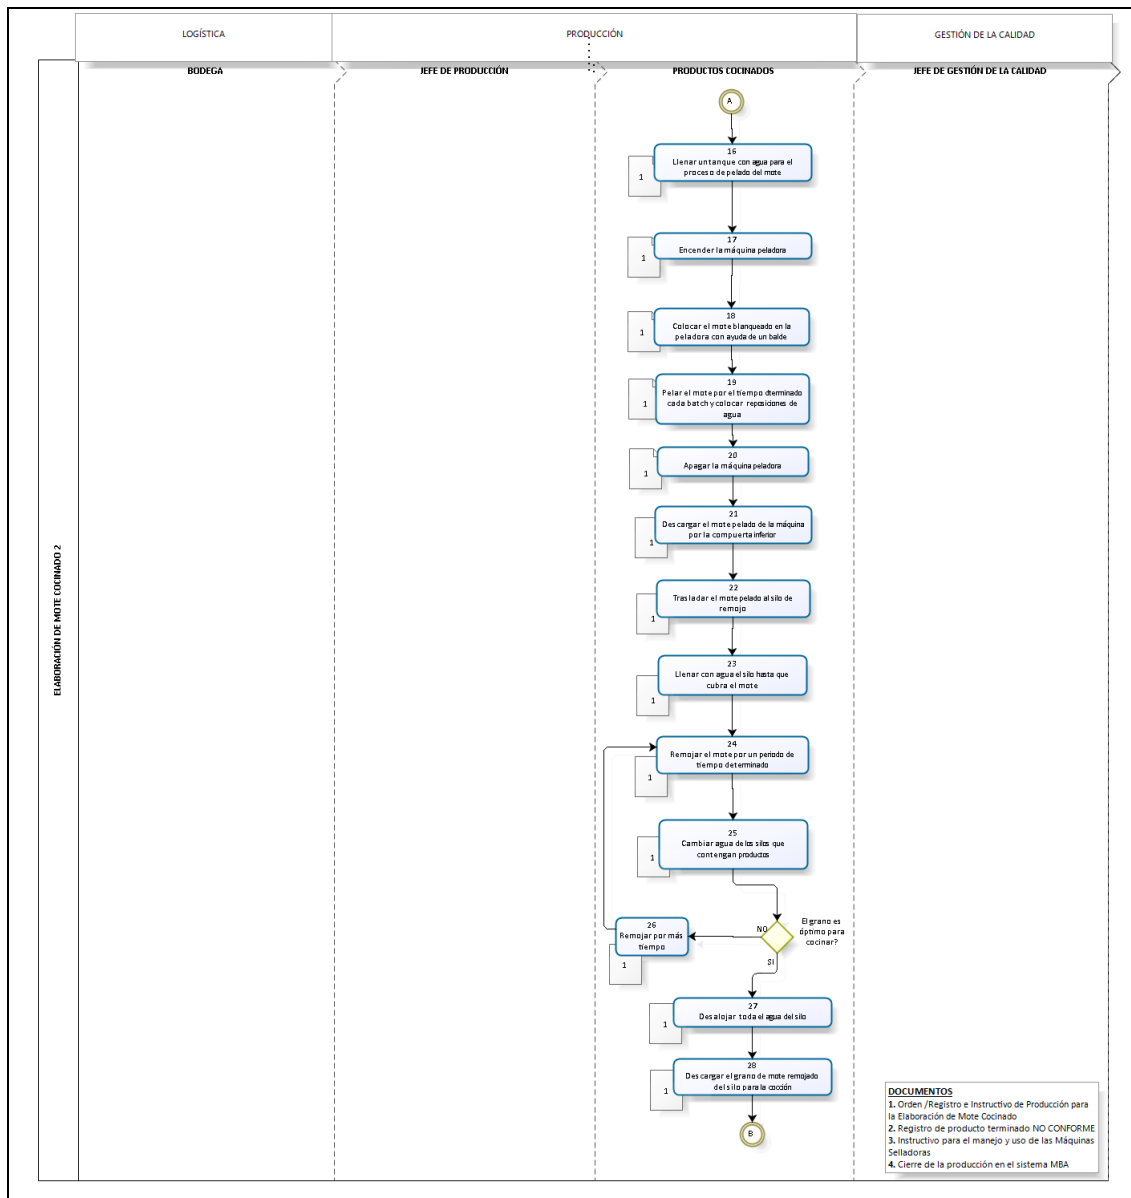 LOGÍSTICA
PRODUCCIÓN
GESTIÓN DE LA CALIDAD
BODEGA
JEFE DE PRODUCCIÓN
PRODUCTOS COCINADOS
JEFE DE GESTIÓN DE LA CALIDAD
ELABORACIÓN DE MOTE COCINADO 2
A
16
Llenar un tanque con agua para el
proceso de pelado del mote
1
17
Encender la máquina peladora
1
18
Colocar el mote blanqueado en la
peladora con ayuda de un balde
1
19
Pelar el mote por el tiempo dterminado
cada batch y colocar reposiciones de
agua
1
20
Apagar la máquina peladora
1
21
Descargar el mote pelado de la máquina
por la compuerta inferior
1
22
Trasladar el mote pelado al silo de
remojo
1
23
Llenar con agua el silo hasta que
cubra el mote
1
24
Remojar el mote por un periodo de
tiempo determinado
1
25
Cambiar agua de los silos que
contengan productos
1
El grano es
óptimo para
cocinar?
NO
26
Remojar por más
tiempo
1
SI
27
Desalojar toda el agua del silo
1
28
Descargar el grano de mote remojado
del silo para la cocción
1
B
DOCUMENTOS
1. Orden /Registro e Instructivo de Producción para
la Elaboración de Mote Cocinado
2. Registro de producto terminado NO CONFORME
3. Instructivo para el manejo y uso de las Máquinas
Selladoras
4. Cierre de la producción en el sistema MBA